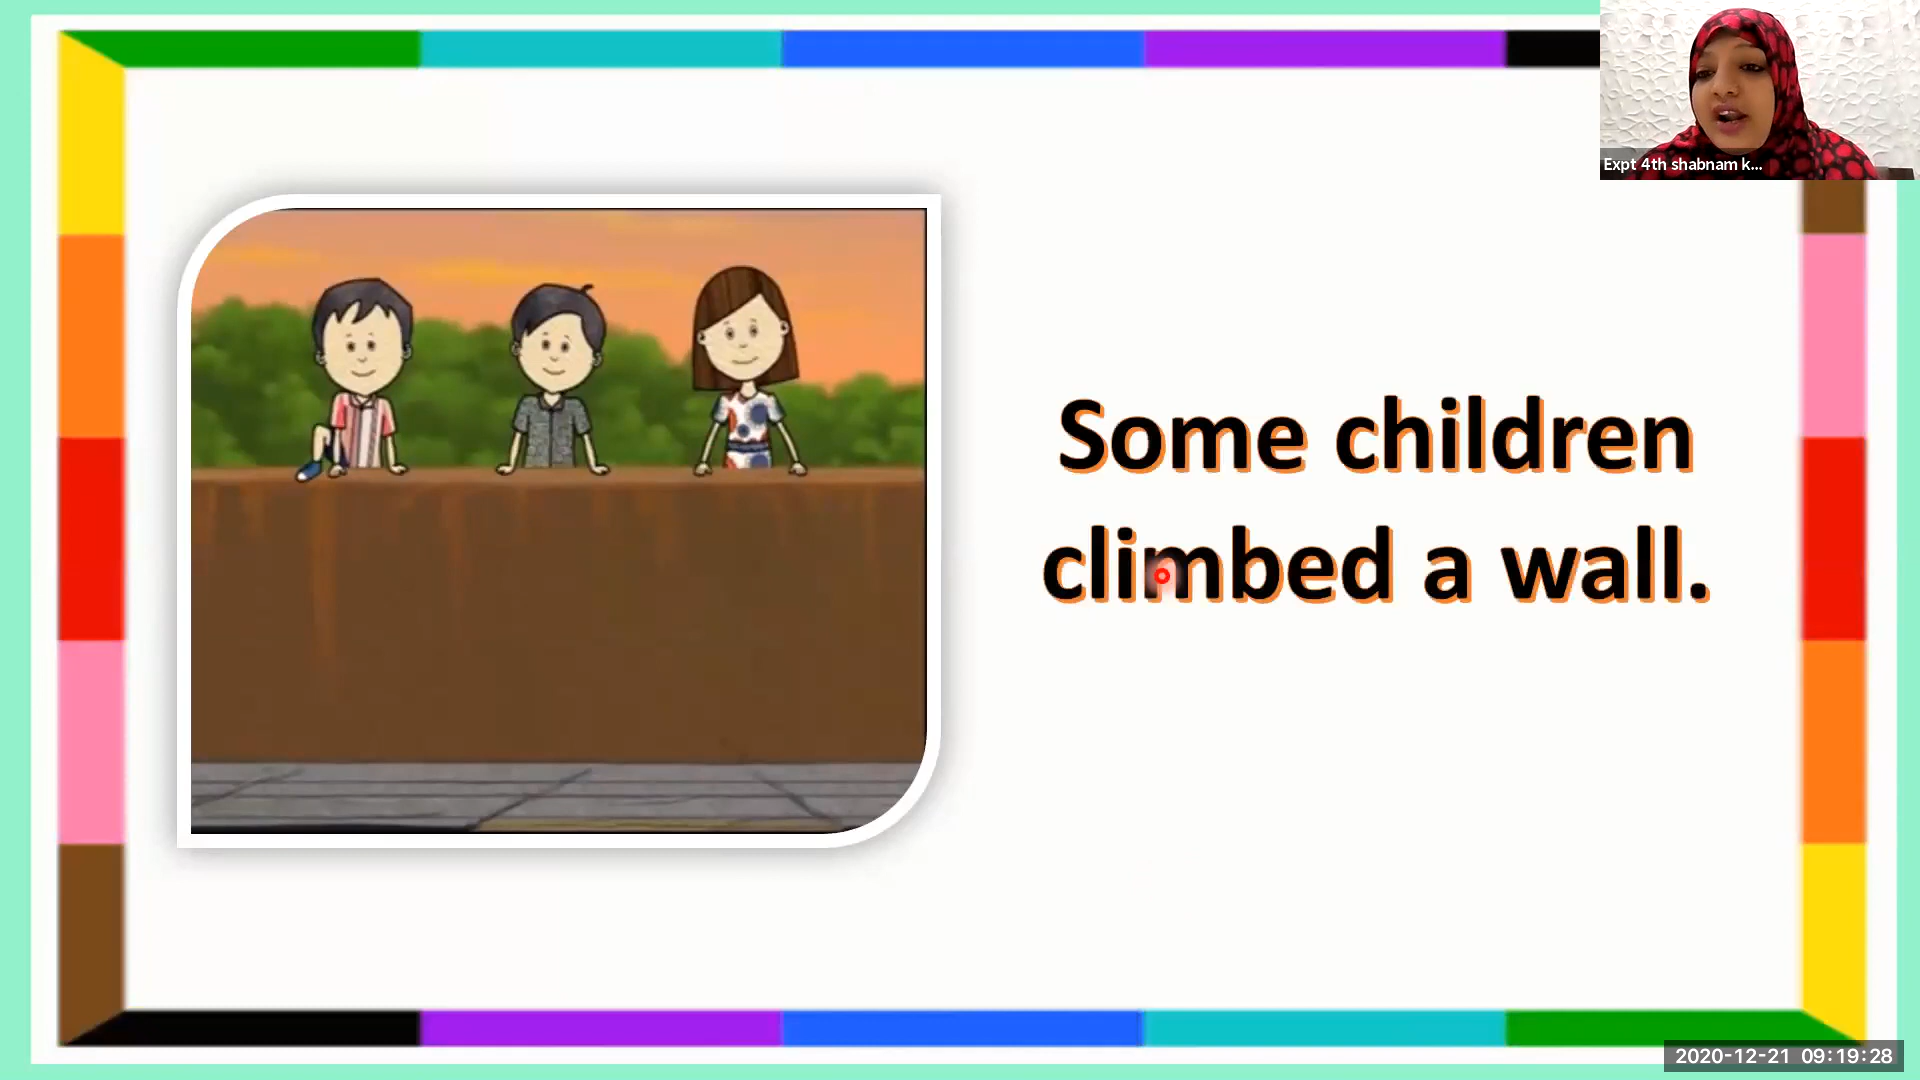 Expt 4th shabnam k...
Some children
climbed a wall.
2020-12-21 09:19:28